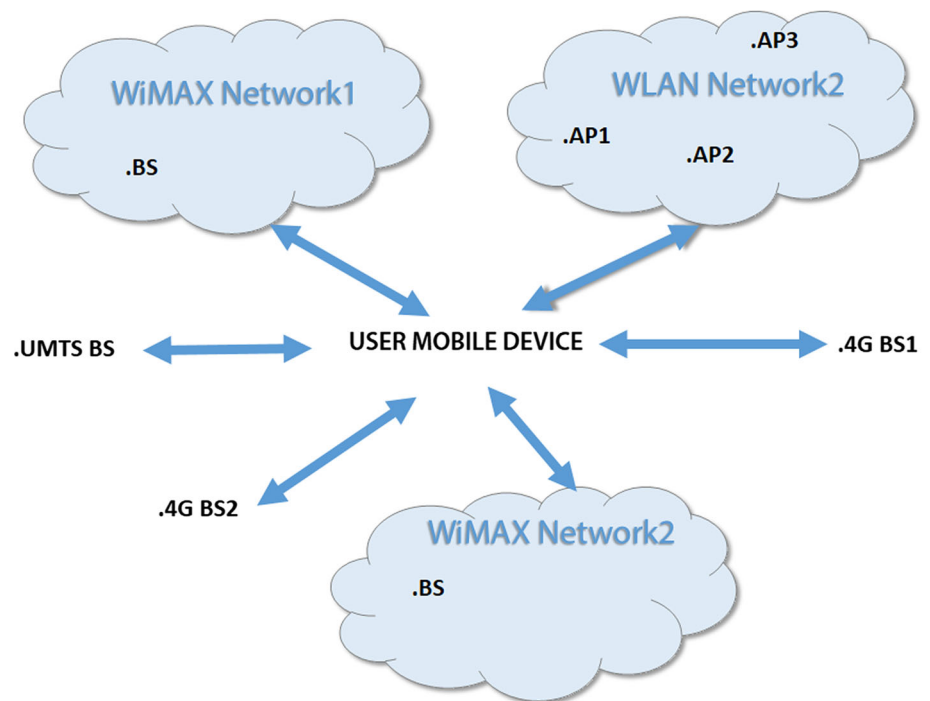 .AP3
WiMAX Network1
WLAN Network2
.AP1
.AP2
.BS
.UMTS BS
USER MOBILE DEVICE
.4G BS1
.4G BS2
WiMAX Network2
.BS